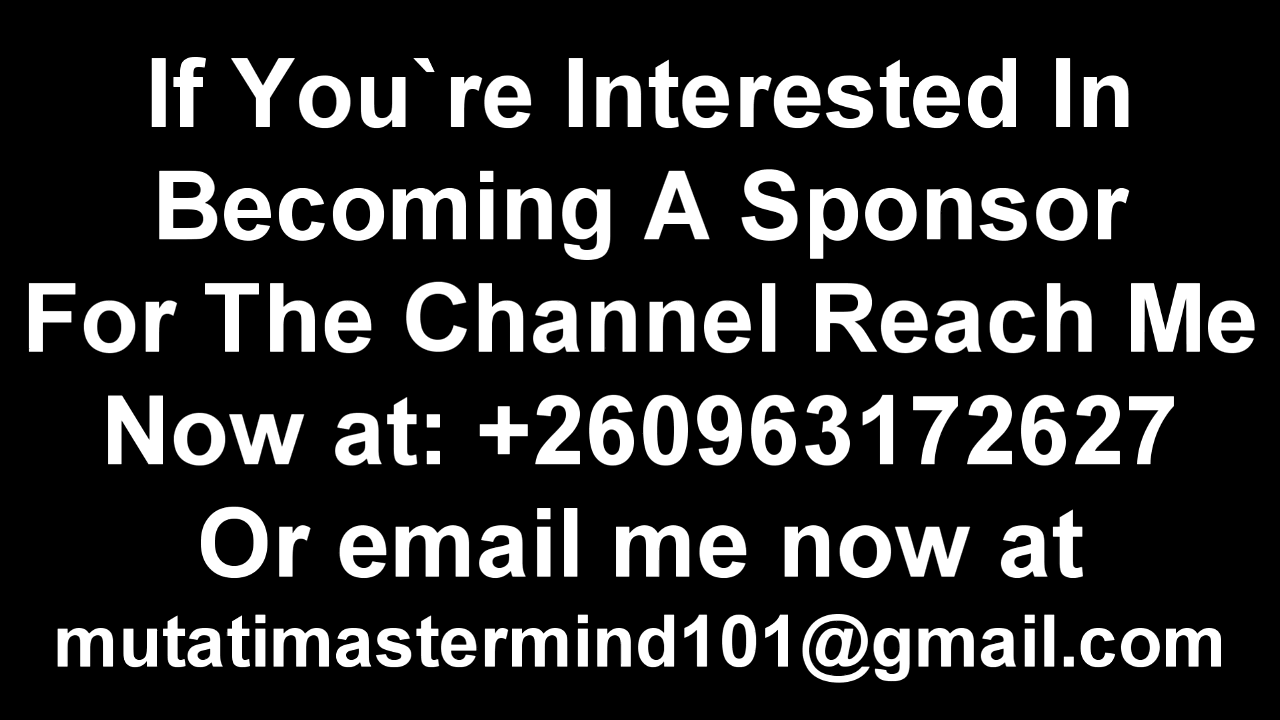 If You`re Interested In
Becoming A Sponsor
For The Channel Reach Me
Now at: +260963172627
Or email me now at
mutatimastermind101@gmail.com